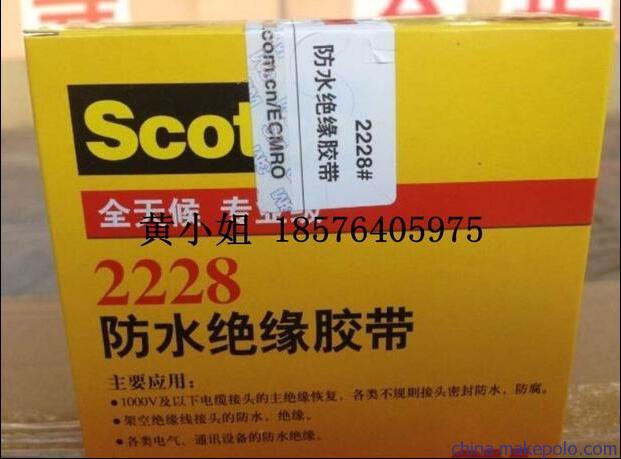 Scot
防水绝缘胶带
2228#
com.cn/ECMRO
3M
全天候 专业级
黄小姐 18576405975
2228
防水绝缘胶带
主要应用：
●1000V及以下电缆接头的主绝缘恢复，各类不规则接头密封防水，防腐。
●架空绝缘线接头的防水，绝缘。
●各类电气、通讯设备的防水绝缘。
china.makepolo.com